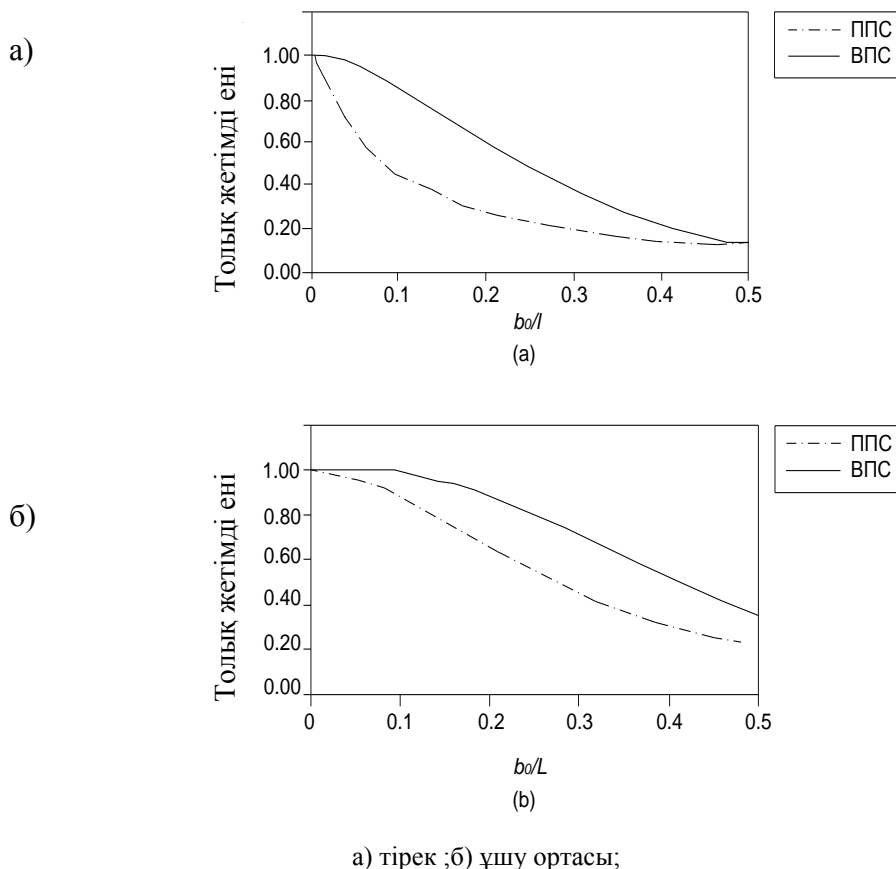 а)
Толық жетімді ені
1.00
0.80
0.60
0.40
0.20
0.00
0 0.1 0.2 0.3 0.4 0.5
b0/l
(a)
ППС
ВПС
б)
Толық жетімді ені
1.00
0.80
0.60
0.40
0.20
0.00
0 0.1 0.2 0.3 0.4 0.5
b0/L
(b)
ППС
ВПС
а) тірек ;б) ұшу ортасы;